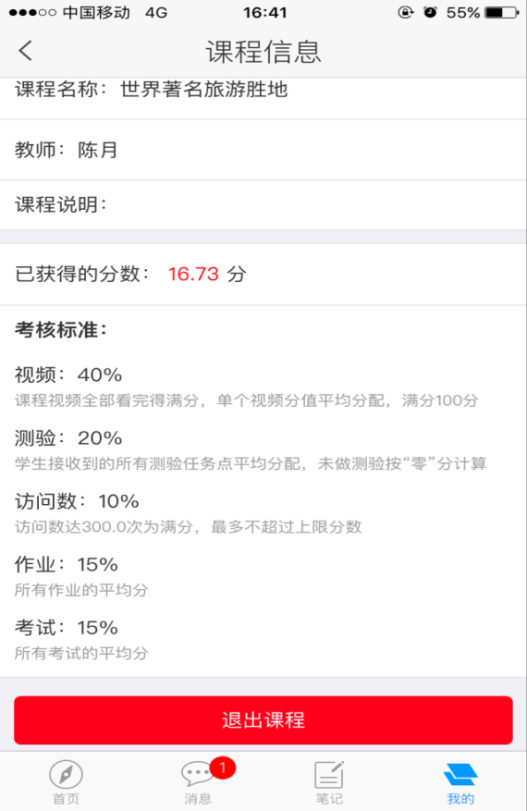 中国移动 4G 16:41 55%
课程信息
课程名称：世界著名旅游胜地
教师：陈月
课程说明：
已获得的分数： 16.73 分
考核标准：
视频：40%
课程视频全部看完得满分，单个视频分值平均分配，满分100分
测验：20%
学生接收到的所有测验任务点平均分配，未做测验按“零”分计算
访问数：10%
访问数达300.0次为满分，最多不超过上限分数
作业：15%
所有作业的平均分
考试：15%
所有考试的平均分
退出课程
1
首页 消息 笔记 我的